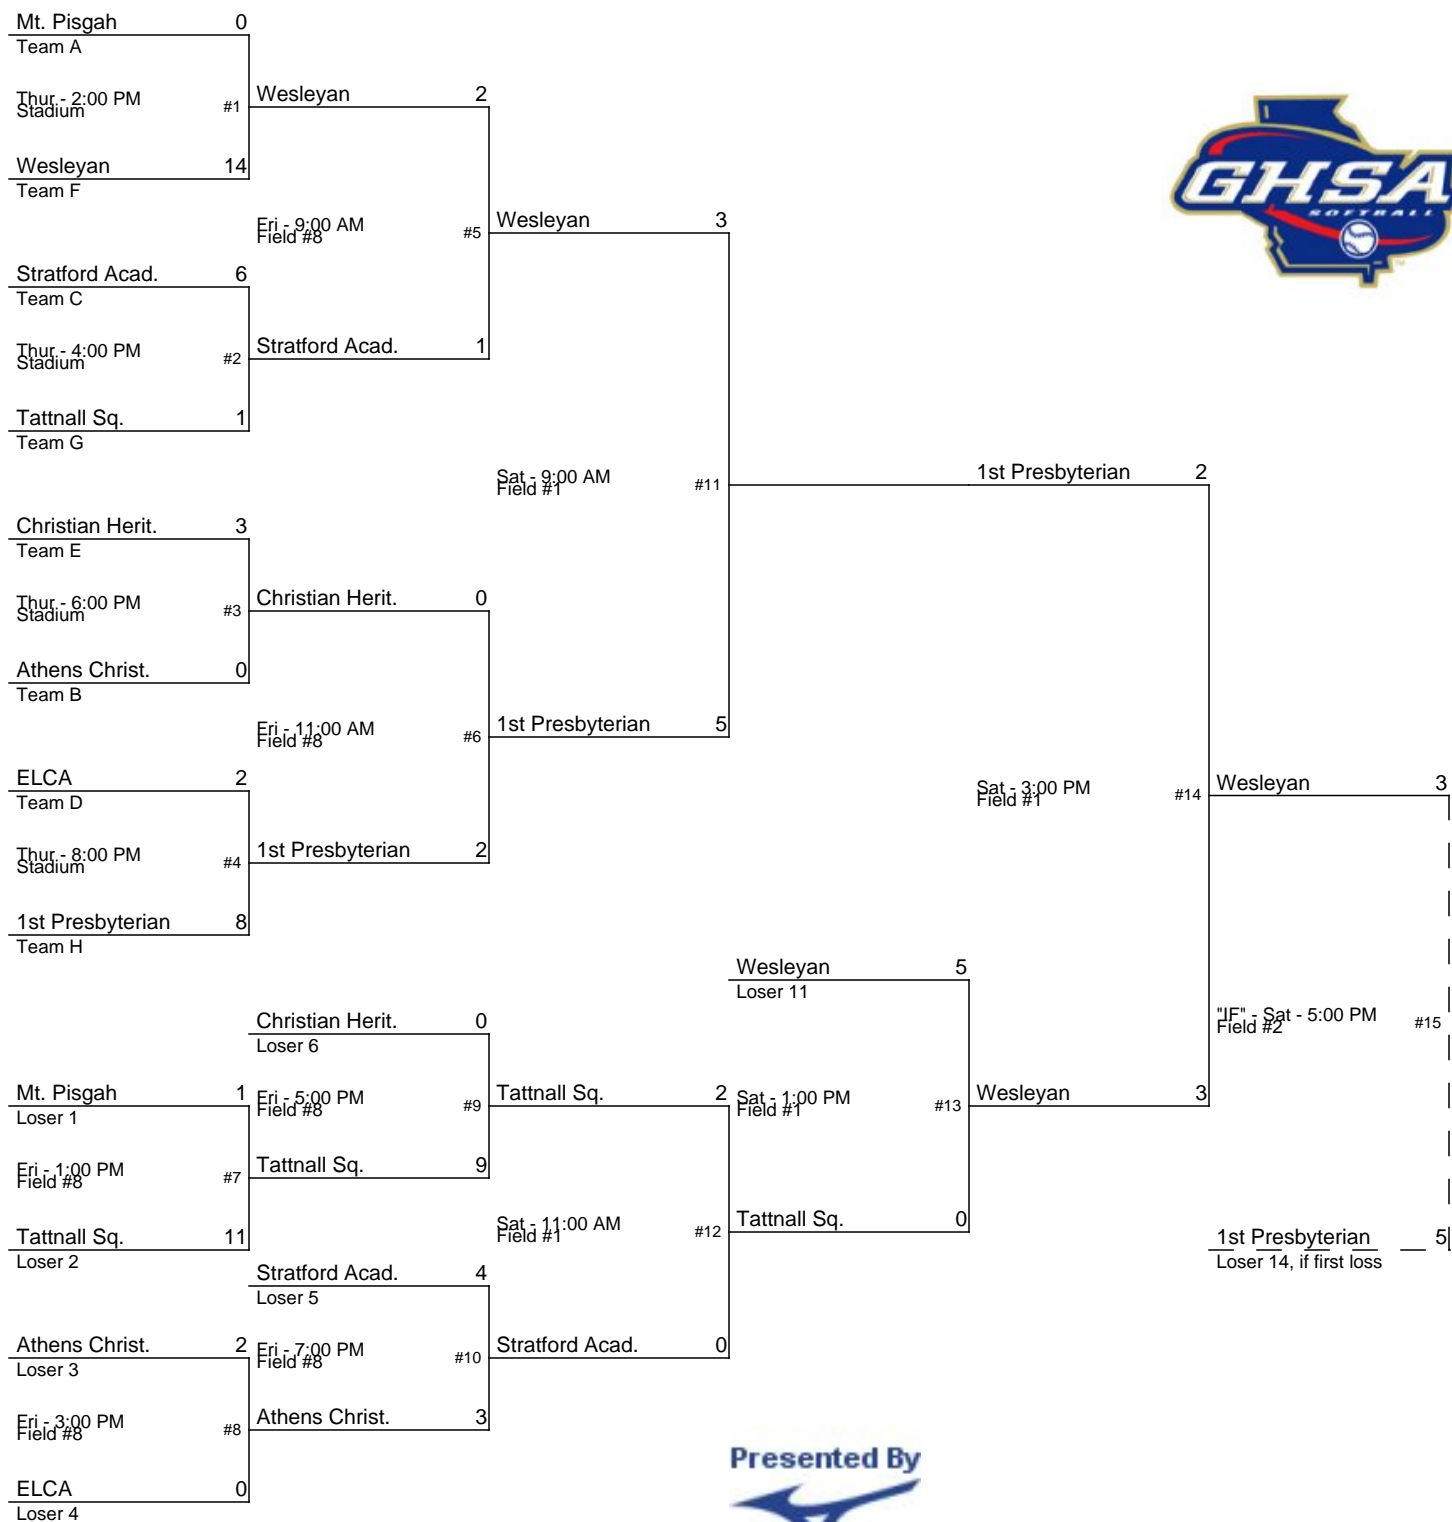 Mt. Pisgah 0
Team A
Thur - 2:00 PM
Stadium
#1
Wesleyan 14
Team F
Stratford Acad. 6
Team C
Thur - 4:00 PM
Stadium
#2
Tattnall Sq. 1
Team G
Christian Herit. 3
Team E
Thur - 6:00 PM
Stadium
#3
Athens Christ. 0
Team B
ELCA 2
Team D
Thur - 8:00 PM
Stadium
#4
1st Presbyterian 8
Team H
Wesleyan 2
Fri - 9:00 AM
Field #8
#5
Stratford Acad. 1
Christian Herit. 0
Fri - 11:00 AM
Field #8
#6
1st Presbyterian 2
Wesleyan 3
Sat - 9:00 AM
Field #1
#11
1st Presbyterian 5
1st Presbyterian 2
Sat - 3:00 PM
Field #1
#14
Wesleyan 3
Wesleyan 3
"IF" - Sat - 5:00 PM
Field #2
#15
1st Presbyterian 5
Loser 14, if first loss
Mt. Pisgah 1
Loser 1
Fri - 1:00 PM
Field #8
#7
Tattnall Sq. 11
Loser 2
Athens Christ. 2
Loser 3
Fri - 3:00 PM
Field #8
#8
ELCA 0
Loser 4
Christian Herit. 0
Loser 6
Fri - 5:00 PM
Field #8
#9
Tattnall Sq. 9
Stratford Acad. 4
Loser 5
Fri - 7:00 PM
Field #8
#10
Athens Christ. 3
Tattnall Sq. 2
Sat - 11:00 AM
Field #1
#12
Stratford Acad. 0
Wesleyan 5
Loser 11
Sat - 1:00 PM
Field #1
#13
Tattnall Sq. 0
GHSA
SOFTBALL
TM
Presented By